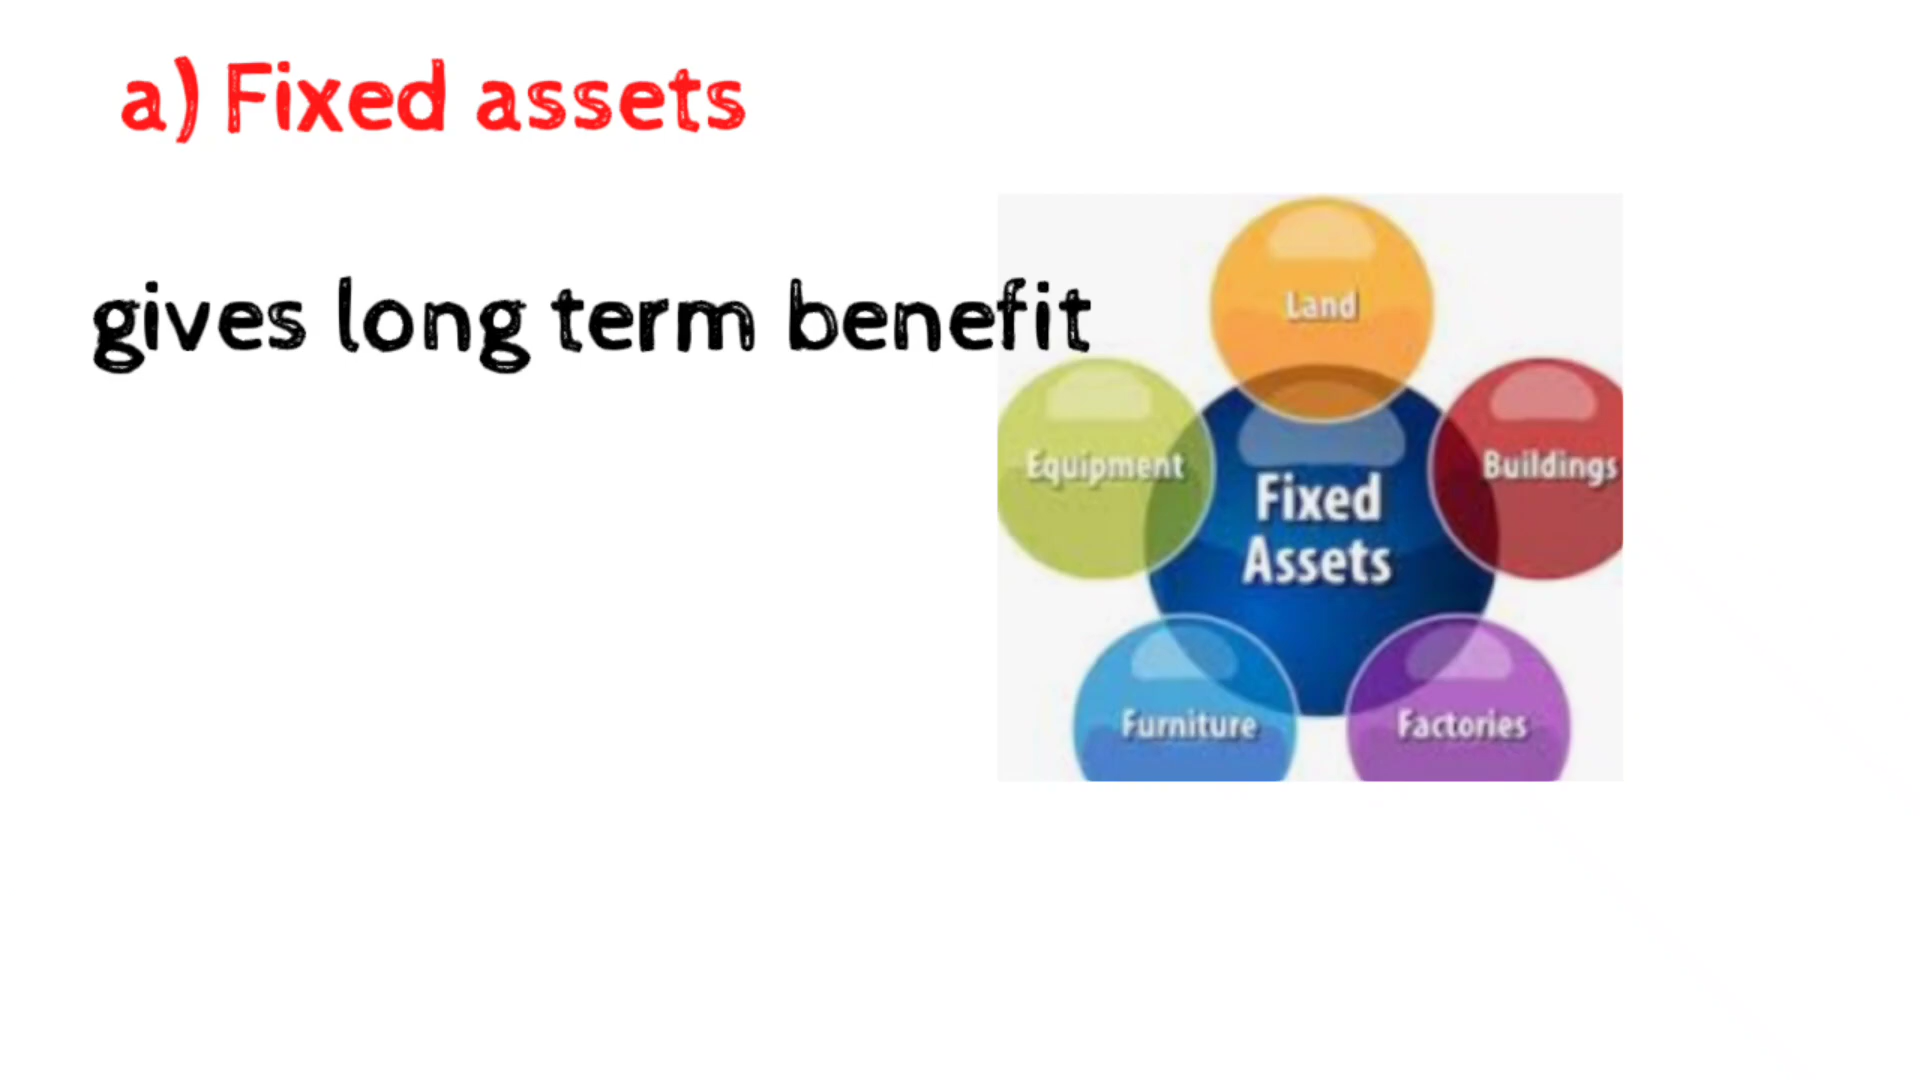 a) Fixed assets
gives long term benefit
Land
Equipment
Buildings
Fixed
Assets
Furniture
Factories